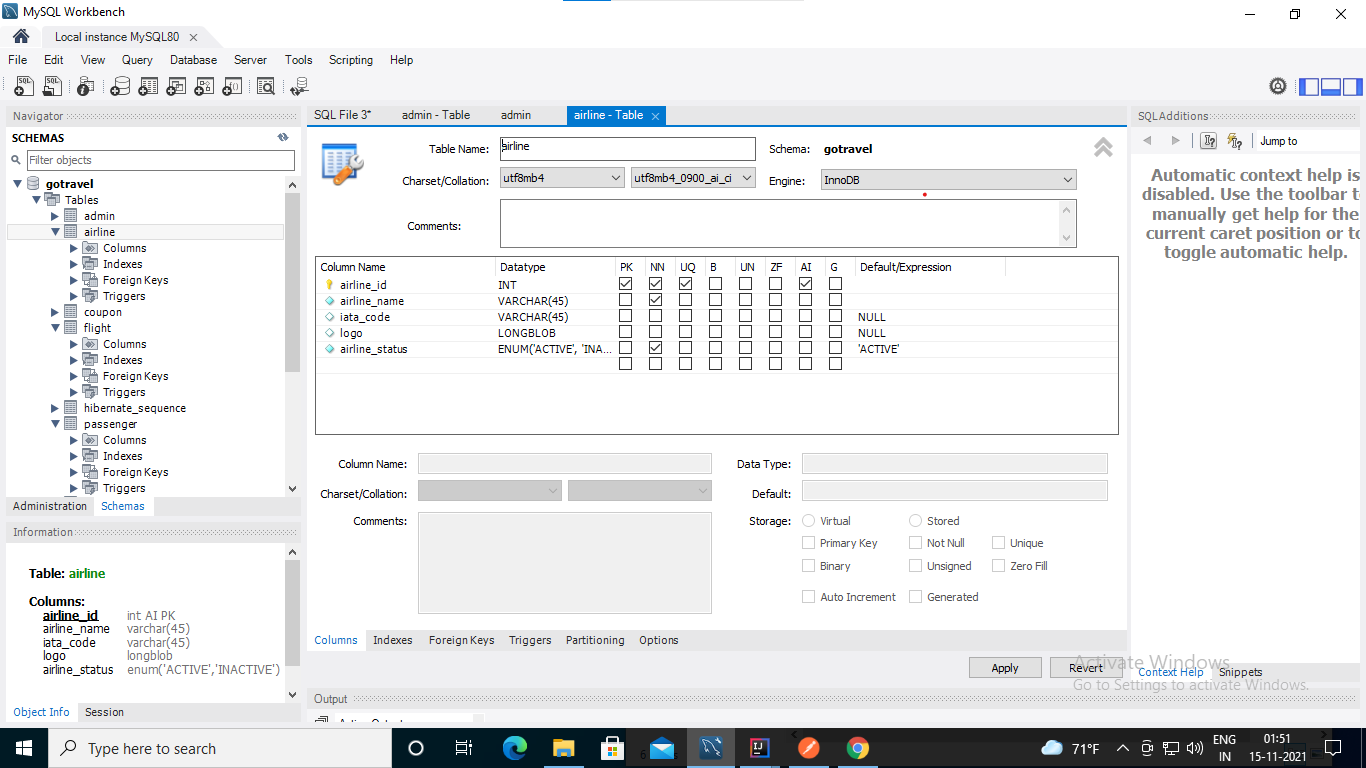 MySQL Workbench
Local instance MySQL80
File Edit View Query Database Server Tools Scripting Help
Navigator
SCHEMAS
Filter objects
gotravel
Tables
admin
airline
Columns
Indexes
Foreign Keys
Triggers
coupon
flight
Columns
Indexes
Foreign Keys
Triggers
hibernate_sequence
passenger
Columns
Indexes
Foreign Keys
Triggers
Administration Schemas
Information
Table: airline
Columns:
airline_id int AI PK
airline_name varchar(45)
iata_code varchar(45)
logo longblob
airline_status enum('ACTIVE','INACTIVE')
Object Info Session
SQL File 3* admin - Table admin airline - Table
Table Name: airline Schema: gotravel
Charset/Collation: utf8mb4 utf8mb4_0900_ai_ci Engine: InnoDB
Comments:
Column Name Datatype PK NN UQ B UN ZF AI G Default/Expression
airline_id INT
airline_name VARCHAR(45)
iata_code VARCHAR(45) NULL
logo LONGBLOB NULL
airline_status ENUM('ACTIVE', 'INA... 'ACTIVE'
Column Name: Data Type:
Charset/Collation: Default:
Comments: Storage: Virtual Stored
Primary Key Not Null Unique
Binary Unsigned Zero Fill
Auto Increment Generated
Columns Indexes Foreign Keys Triggers Partitioning Options
Apply Revert
Output
SQLAdditions
Jump to
Automatic context help is
disabled. Use the toolbar to
manually get help for the
current caret position or to
toggle automatic help.
Activate Windows
Go to Settings to activate Windows.
Context Help Snippets
Type here to search
71°F
ENG
IN
01:51
15-11-2021